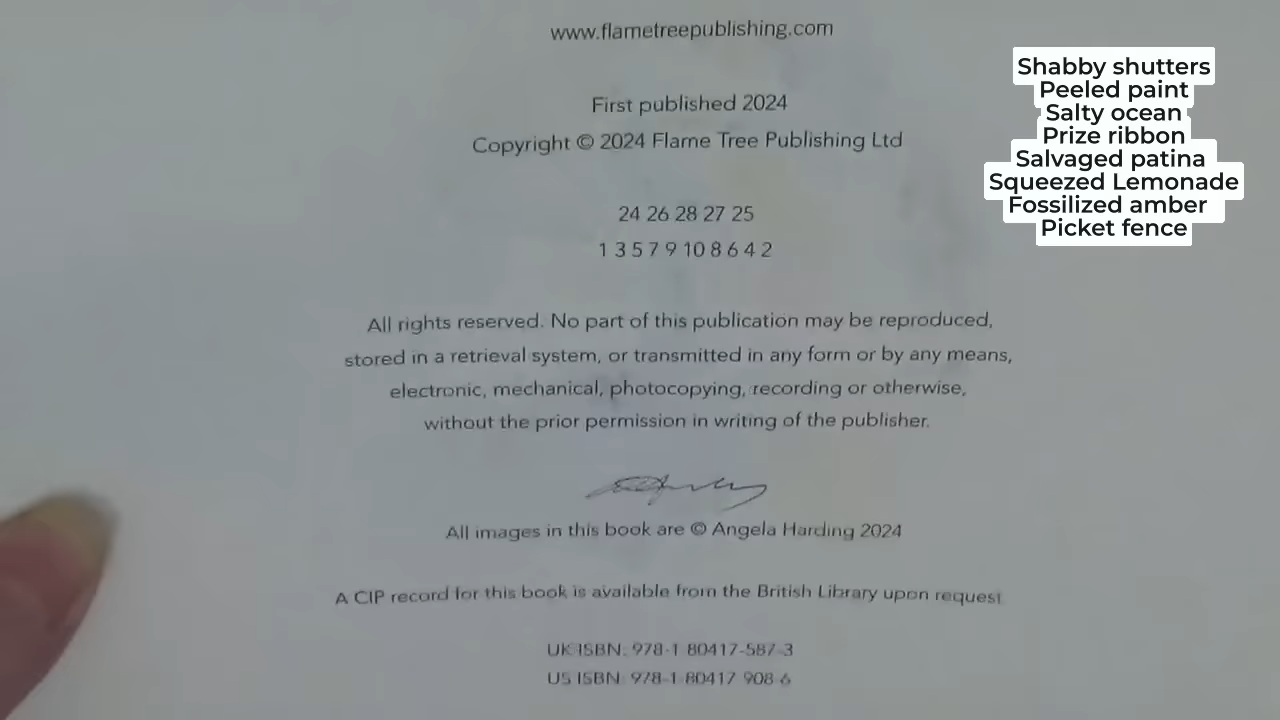 www.flametreepublishing.com
First published 2024
Copyright © 2024 Flame Tree Publishing Ltd
24 26 28 27 25
1 3 5 7 9 10 8 6 4 2
All rights reserved. No part of this publication may be reproduced,
stored in a retrieval system, or transmitted in any form or by any means,
electronic, mechanical, photocopying, recording or otherwise,
without the prior permission in writing of the publisher.
All images in this book are © Angela Harding 2024
A CIP record for this book is available from the British Library upon request
UK ISBN: 978-1 80417-587-3
US ISBN: 978-1-80417 908-6
Shabby shutters
Peeled paint
Salty ocean
Prize ribbon
Salvaged patina
Squeezed Lemonade
Fossilized amber
Picket fence